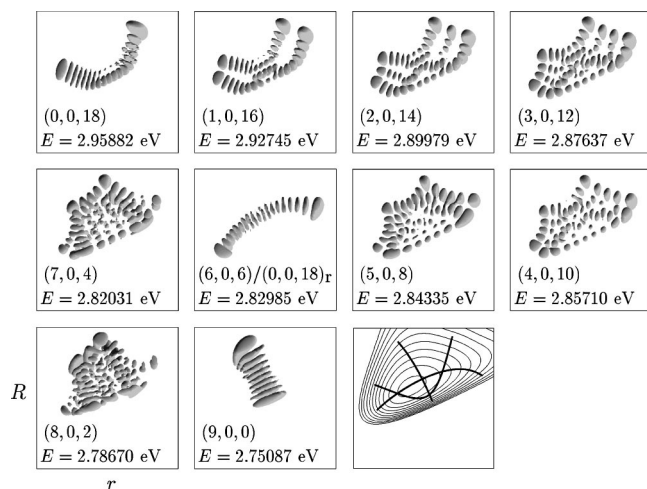 (0, 0, 18)
E = 2.95882 eV
(1, 0, 16)
E = 2.92745 eV
(2, 0, 14)
E = 2.89979 eV
(3, 0, 12)
E = 2.87637 eV
(7, 0, 4)
E = 2.82031 eV
(6, 0, 6)/(0, 0, 18)r
E = 2.82985 eV
(5, 0, 8)
E = 2.84335 eV
(4, 0, 10)
E = 2.85710 eV
R
(8, 0, 2)
E = 2.78670 eV
(9, 0, 0)
E = 2.75087 eV
r